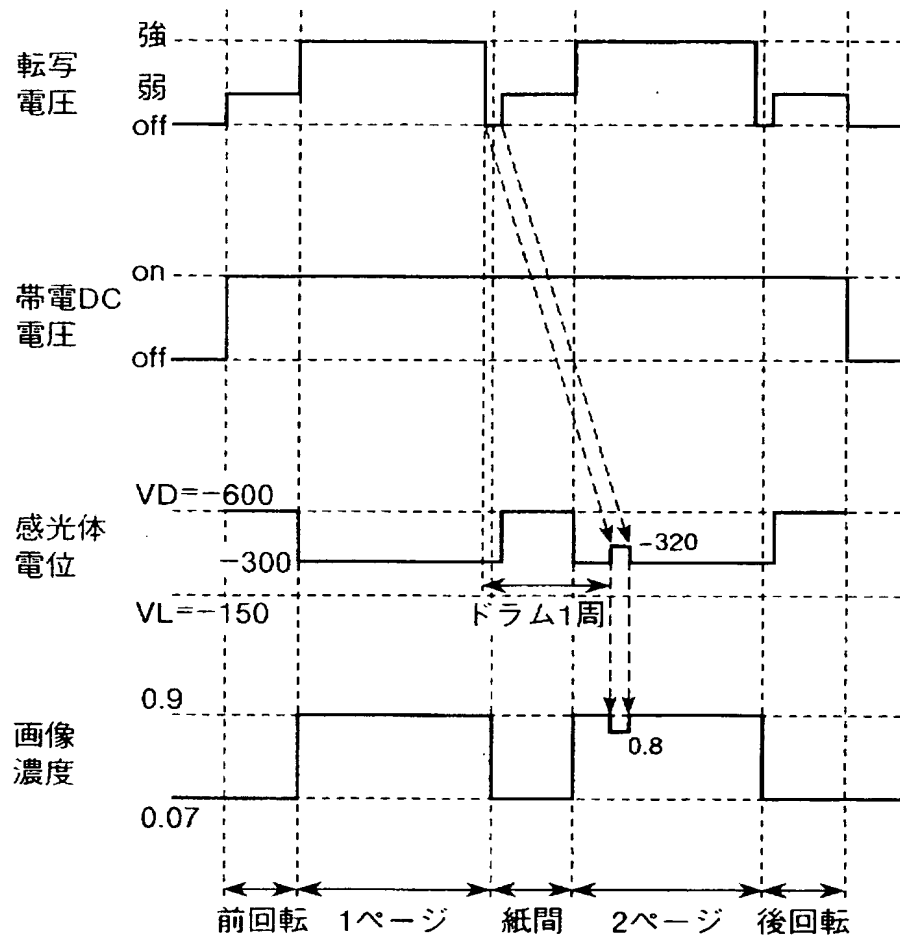 転写
電圧
強
弱
off
帯電DC
電圧
on
off
感光体
電位
VD=-600
-300
-320
VL=-150
ドラム1周
画像
濃度
0.9
0.8
0.07
前回転
1ページ
紙間
2ページ
後回転